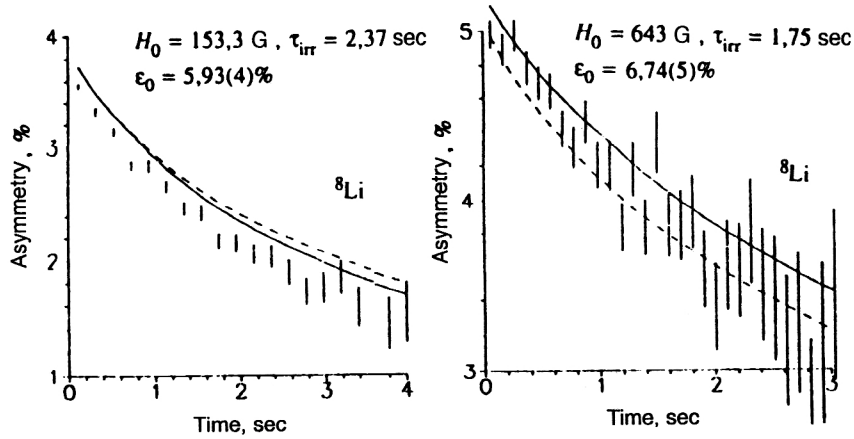 H₀ = 153,3 G , τ_irr = 2,37 sec
ε₀ = 5,93(4)%
⁸Li
Asymmetry, %
4
3
2
1
0
1
2
3
4
Time, sec
H₀ = 643 G , τ_irr = 1,75 sec
ε₀ = 6,74(5)%
⁸Li
Asymmetry, %
5
4
3
0
1
2
3
Time, sec